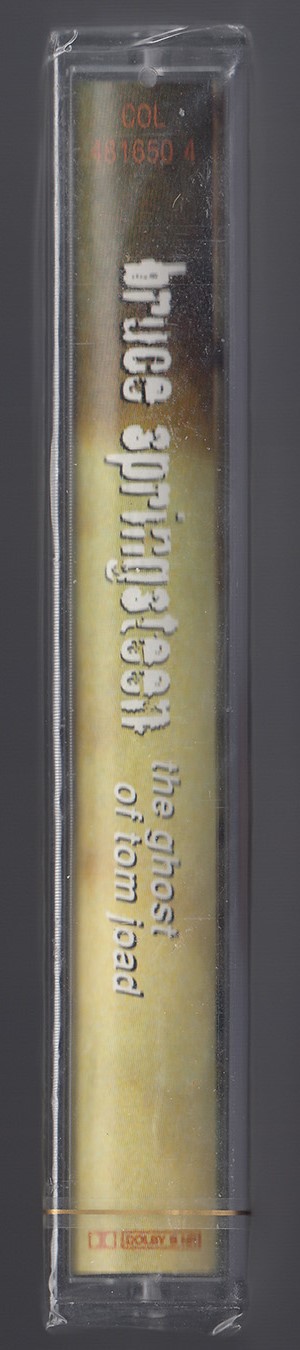 COL
481650 4
bruce springsteen
the ghost
of tom joad
DOLBY B NR